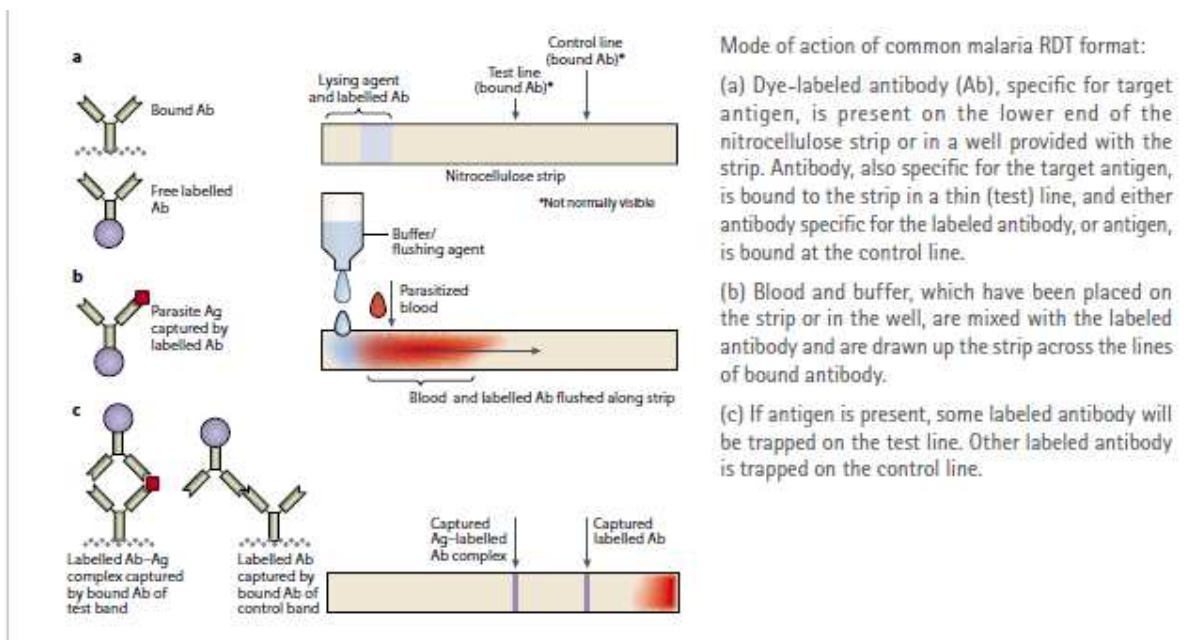 a
Bound Ab
Free labelled
Ab
Lysing agent
and labelled Ab
Test line
(bound Ab)*
Control line
(bound Ab)*
Nitrocellulose strip
*Not normally visible
Buffer/
flushing agent
b
Parasite Ag
captured by
labelled Ab
Parasitized
blood
Blood and labelled Ab flushed along strip
c
Labelled Ab–Ag
complex captured
by bound Ab of
test band
Labelled Ab
captured by
bound Ab of
control band
Captured
Ag–labelled
Ab complex
Captured
labelled Ab
Mode of action of common malaria RDT format:
(a) Dye-labeled antibody (Ab), specific for target
antigen, is present on the lower end of the
nitrocellulose strip or in a well provided with the
strip. Antibody, also specific for the target antigen,
is bound to the strip in a thin (test) line, and either
antibody specific for the labeled antibody, or antigen,
is bound at the control line.
(b) Blood and buffer, which have been placed on
the strip or in the well, are mixed with the labeled
antibody and are drawn up the strip across the lines
of bound antibody.
(c) If antigen is present, some labeled antibody will
be trapped on the test line. Other labeled antibody
is trapped on the control line.